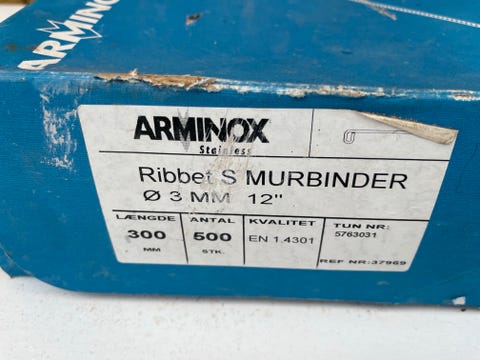 ARMINOX
ARMINOX
Stainless
Ribbet S MURBINDER
Ø 3 MM 12"
LÆNGDE
300
MM
ANTAL
500
STK.
KVALITET
EN 1.4301
TUN NR:
5763031
REF NR:37969